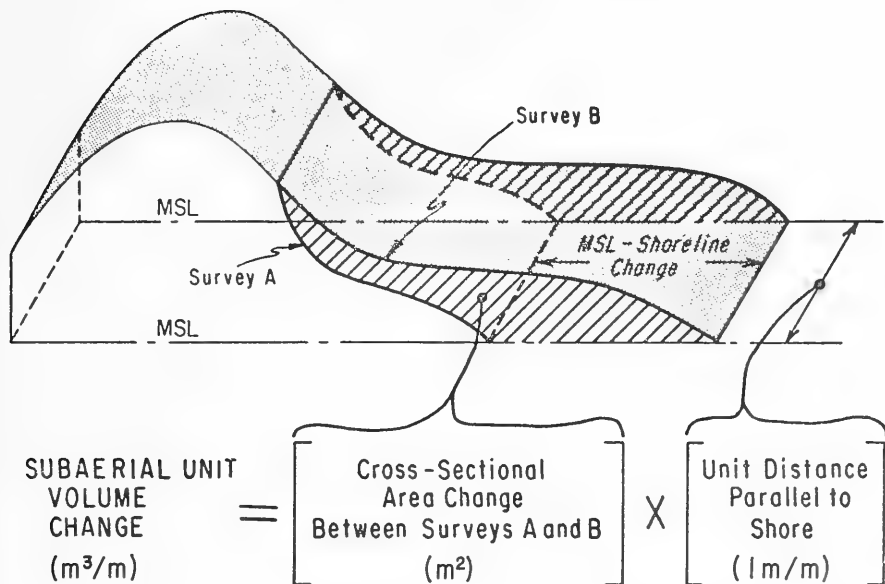 Survey B
MSL
MSL-Shoreline
Change
Survey A
MSL
SUBAERIAL UNIT
VOLUME
CHANGE
(m³/m)
=
Cross-Sectional
Area Change
Between Surveys A and B
(m²)
X
Unit Distance
Parallel to
Shore
(1m/m)